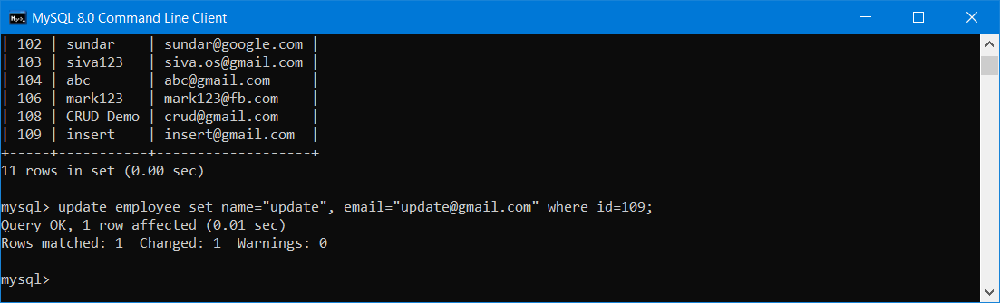 MySQL 8.0 Command Line Client
| 102 | sundar    | sundar@google.com |
| 103 | siva123   | siva.os@gmail.com |
| 104 | abc       | abc@gmail.com     |
| 106 | mark123   | mark123@fb.com    |
| 108 | CRUD Demo | crud@gmail.com    |
| 109 | insert    | insert@gmail.com  |
+-----+-----------+-------------------+
11 rows in set (0.00 sec)
mysql> update employee set name="update", email="update@gmail.com" where id=109;
Query OK, 1 row affected (0.01 sec)
Rows matched: 1  Changed: 1  Warnings: 0
mysql>